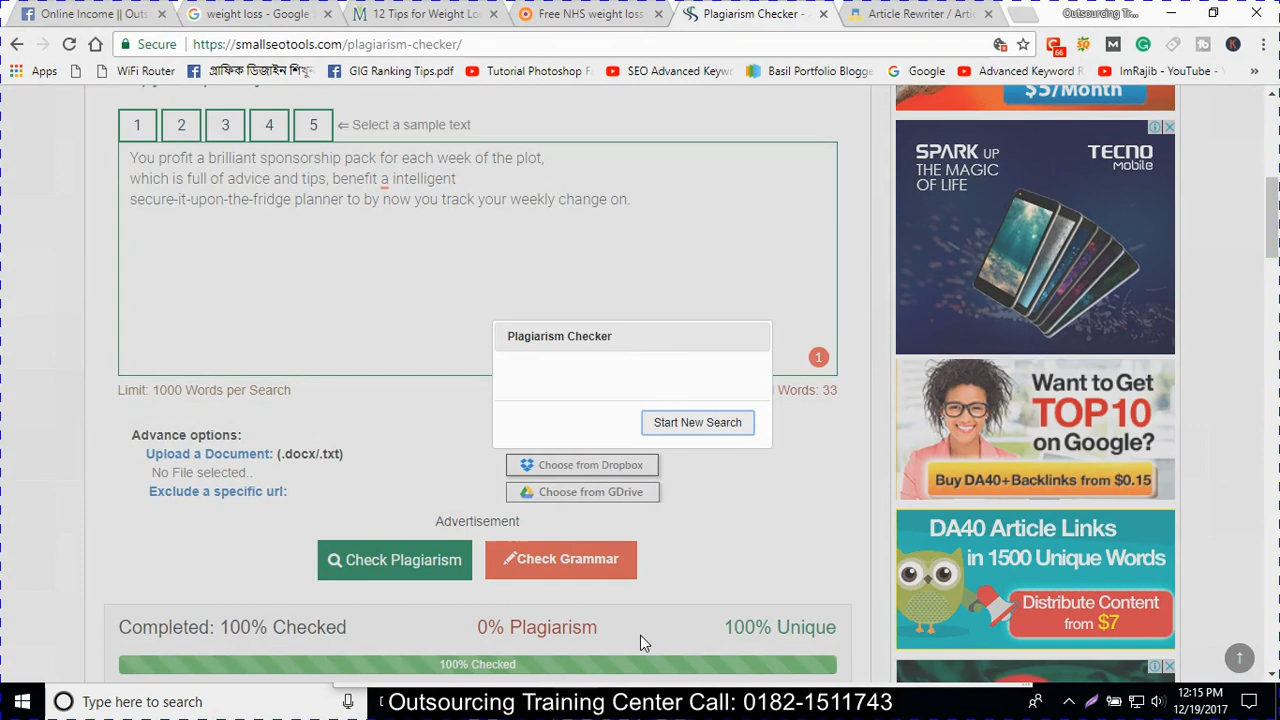 Online Income || Outs
weight loss - Google
12 Tips for Weight Lo
Free NHS weight loss
Plagiarism Checker -
Article Rewriter / Artic
Outsourcing Tr...
Secure
https://smallseotools.com/plagiarism-checker/
66
Apps
WiFi Route
গ্রাফিক ডিজাইন শিখু
GIG Ranking Tips.pdf
Tutorial Photoshop
SEO Advanced Keyw
Basil Portfolio Blogge
Google
Advanced Keyword R
ImRajib - YouTube -
$5/Month
1
2
3
4
5
⇐ Select a sample text
You profit a brilliant sponsorship pack for each week of the plot,
which is full of advice and tips, benefit a intelligent
secure-it-upon-the-fridge planner to by now you track your weekly change on.
1
Limit: 1000 Words per Search
Words: 33
Plagiarism Checker
Start New Search
Advance options:
Upload a Document: (.docx/.txt)
No File selected..
Exclude a specific url:
Choose from Dropbox
Choose from GDrive
Advertisement
Check Plagiarism
Check Grammar
Completed: 100% Checked
0% Plagiarism
100% Unique
100% Checked
SPARK UP
THE MAGIC
OF LIFE
TECNO
Mobile
Want to Get
TOP10
on Google?
Buy DA40+Backlinks from $0.15
DA40 Article Links
in 1500 Unique Words
Distribute Content
from $7
Type here to search
Outsourcing Training Center Call: 0182-1511743
12:15 PM
12/19/2017